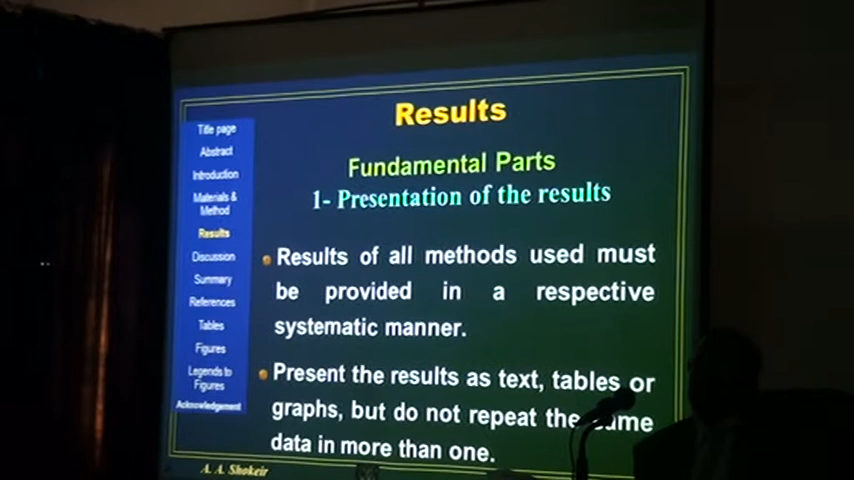 Results
Fundamental Parts
1- Presentation of the results
Title page
Abstract
Introduction
Materials &
Method
Results
Discussion
Summary
References
Tables
Figures
Legends to
Figures
Acknowledgement
Results of all methods used must
be provided in a respective
systematic manner.
Present the results as text, tables or
graphs, but do not repeat the same
data in more than one.
A. A. Shokeir